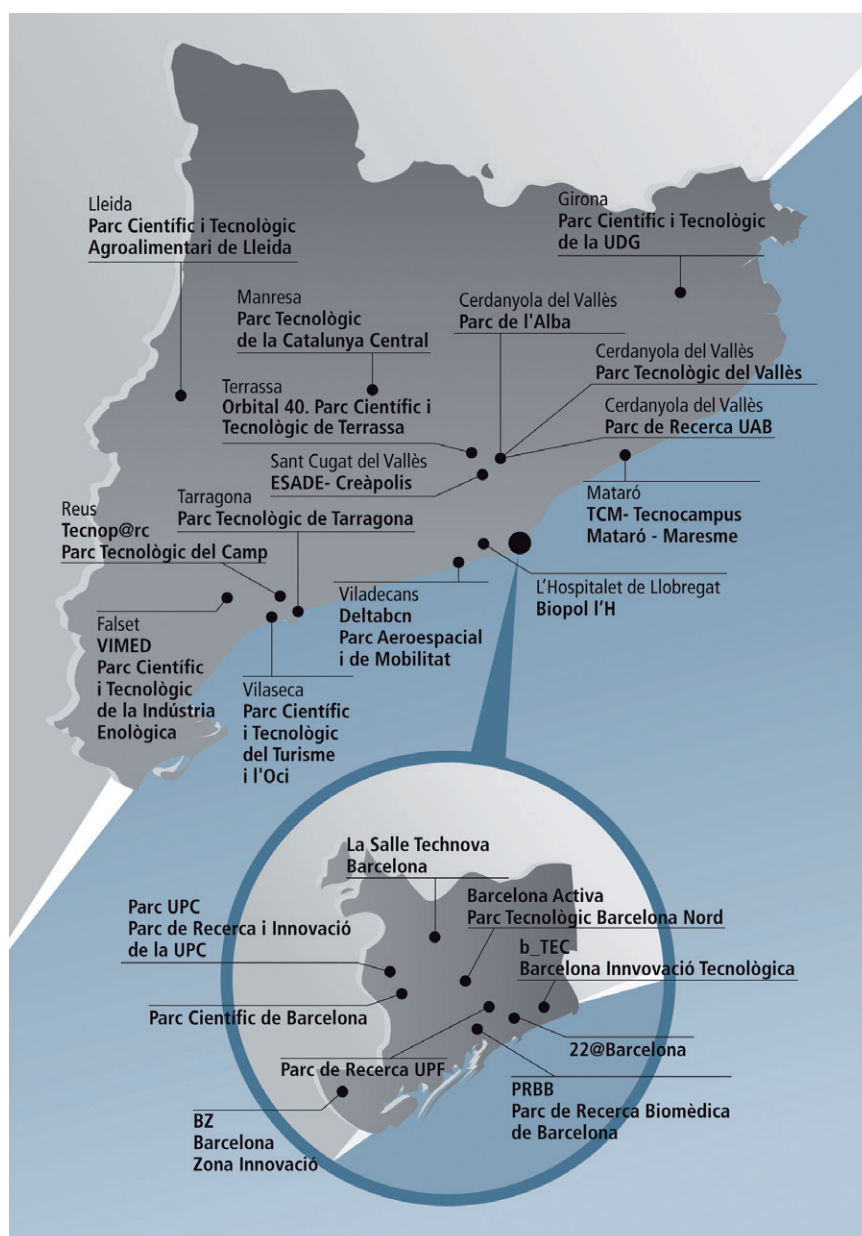 Lleida
Parc Científic i Tecnològic
Agroalimentari de Lleida
Girona
Parc Científic i Tecnològic
de la UDG
Manresa
Parc Tecnològic
de la Catalunya Central
Cerdanyola del Vallès
Parc de l'Alba
Cerdanyola del Vallès
Parc Tecnològic del Vallès
Terrassa
Orbital 40. Parc Científic i
Tecnològic de Terrassa
Cerdanyola del Vallès
Parc de Recerca UAB
Sant Cugat del Vallès
ESADE- Creàpolis
Mataró
TCM- Tecnocampus
Mataró - Maresme
Tarragona
Parc Tecnològic de Tarragona
Reus
Tecnop@rc
Parc Tecnològic del Camp
L'Hospitalet de Llobregat
Biopol l'H
Viladecans
Deltabcn
Parc Aeroespacial
i de Mobilitat
Falset
VIMED
Parc Científic
i Tecnològic
de la Indústria
Enològica
Vilaseca
Parc Científic
i Tecnològic
del Turisme
i l'Oci
La Salle Technova
Barcelona
Barcelona Activa
Parc Tecnològic Barcelona Nord
Parc UPC
Parc de Recerca i Innovació
de la UPC
b_TEC
Barcelona Innvovació Tecnològica
Parc Científic de Barcelona
22@Barcelona
Parc de Recerca UPF
PRBB
Parc de Recerca Biomèdica
de Barcelona
BZ
Barcelona
Zona Innovació